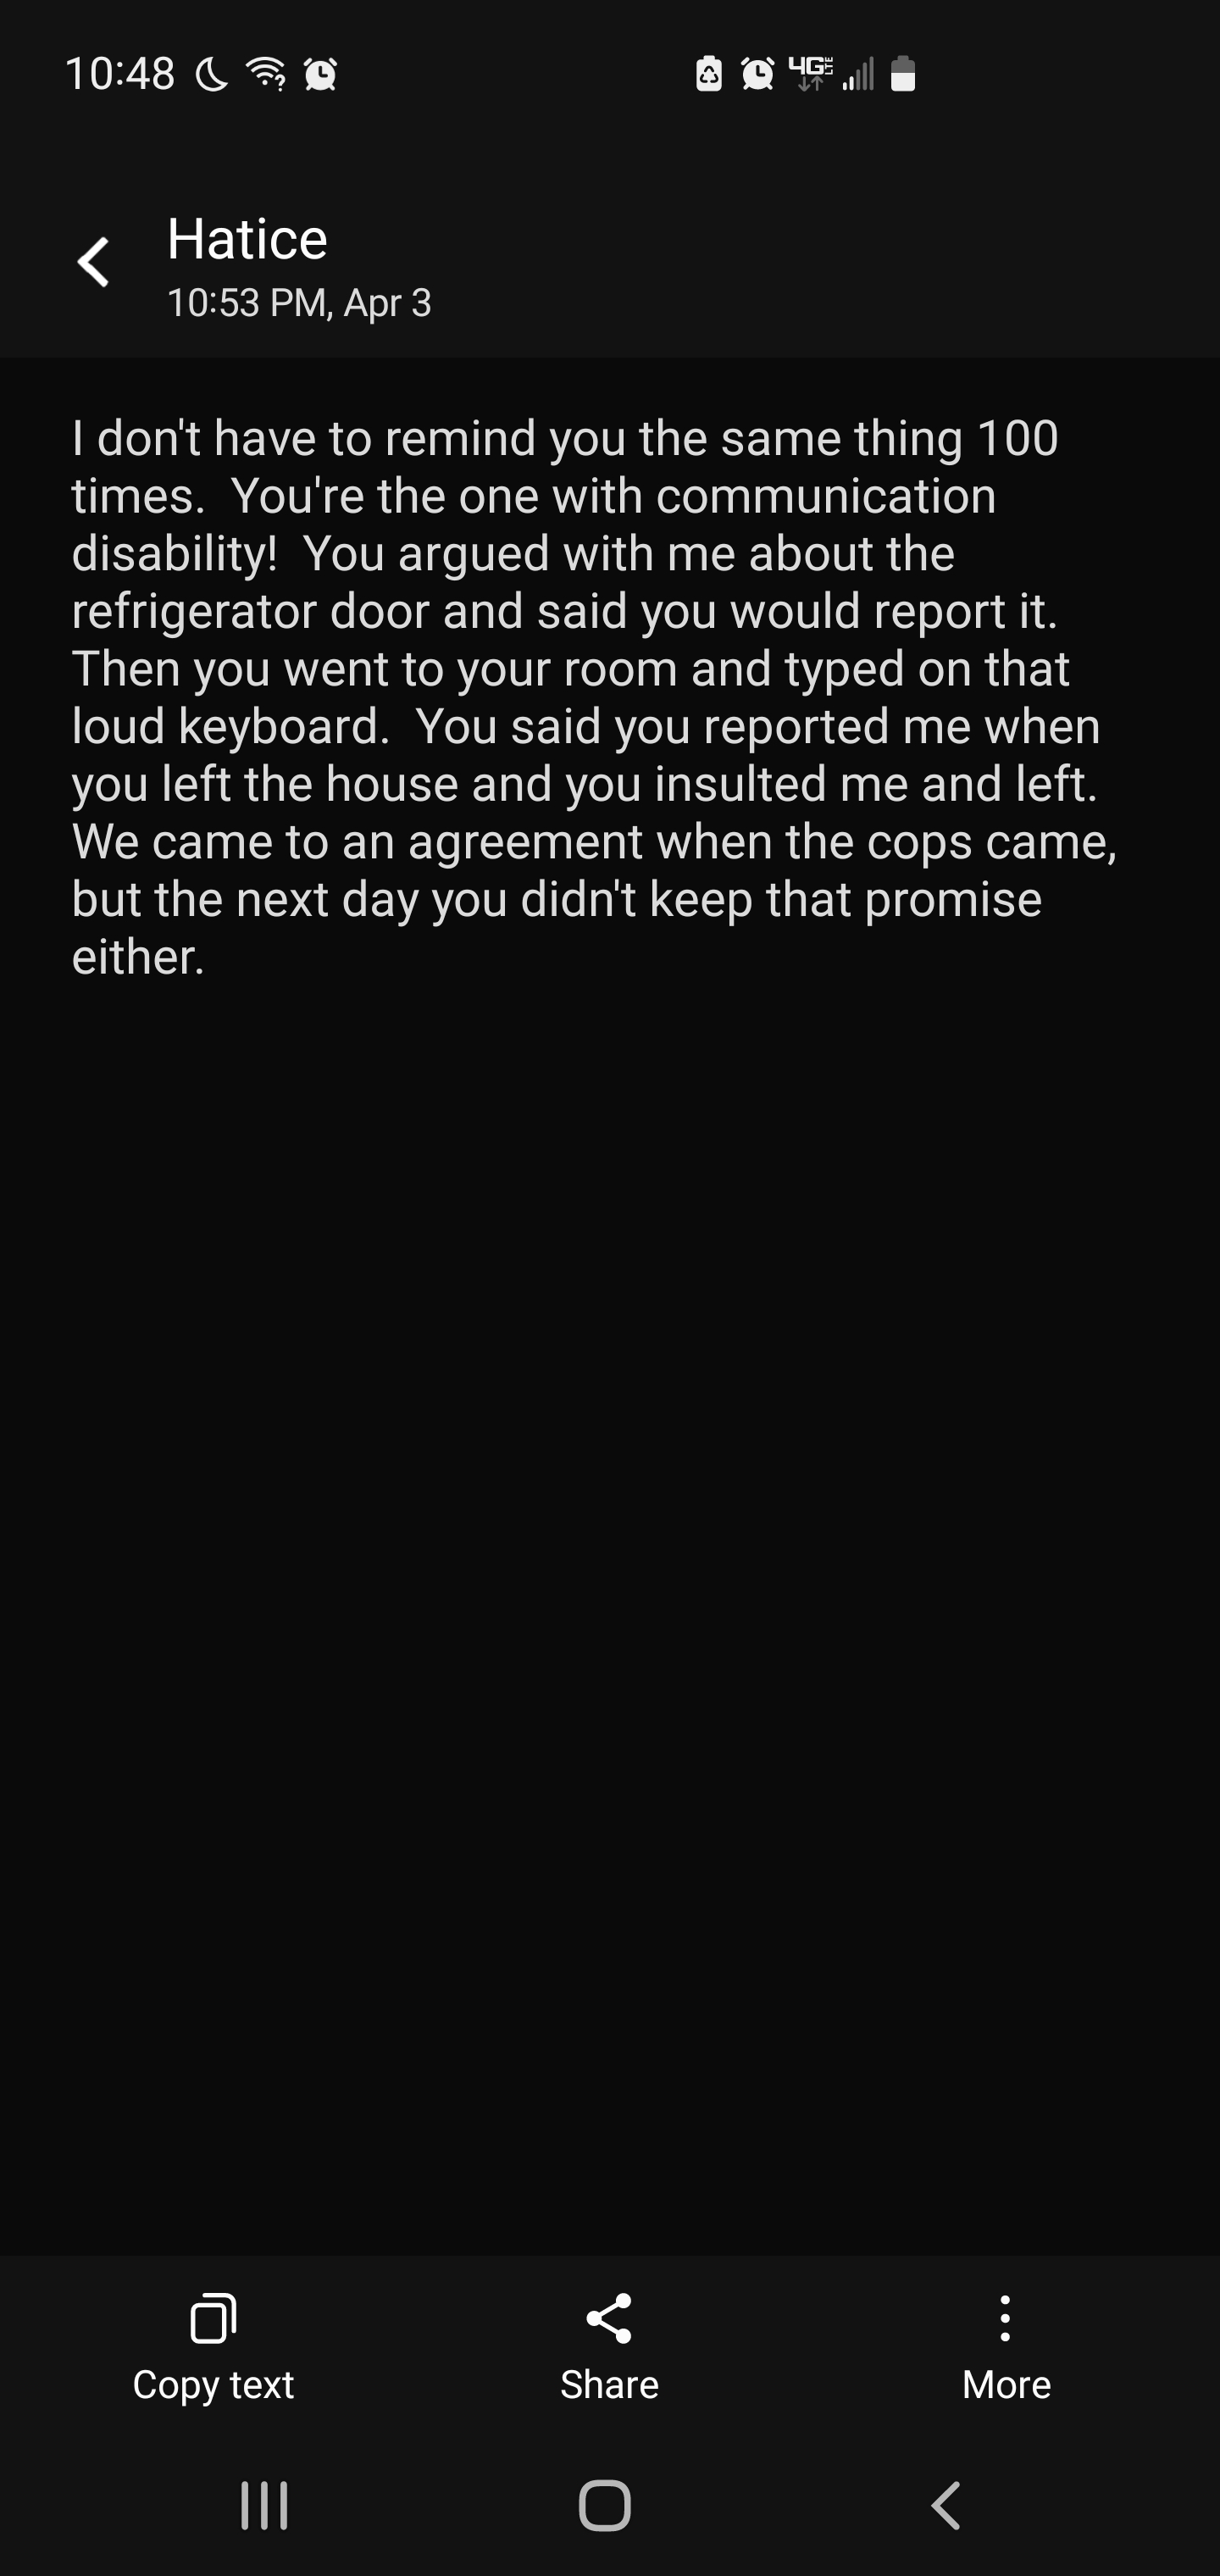 10:48
4G LTE
Hatice
10:53 PM, Apr 3
I don't have to remind you the same thing 100
times.  You're the one with communication
disability!  You argued with me about the
refrigerator door and said you would report it.
Then you went to your room and typed on that
loud keyboard.  You said you reported me when
you left the house and you insulted me and left.
We came to an agreement when the cops came,
but the next day you didn't keep that promise
either.
Copy text
Share
More